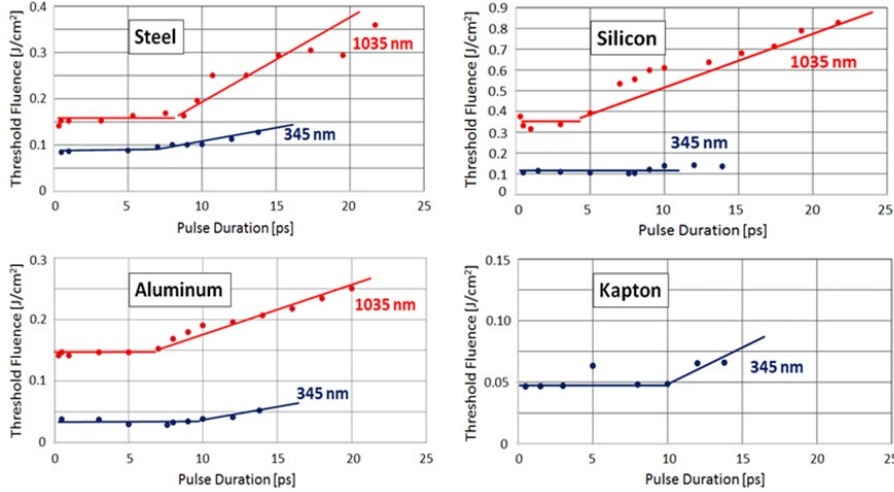 Threshold Fluence [J/cm²]
0.4
0.3
0.2
0.1
0
Steel
1035 nm
345 nm
0 5 10 15 20 25
Pulse Duration [ps]
Threshold Fluence [J/cm²]
0.9
0.8
0.7
0.6
0.5
0.4
0.3
0.2
0.1
0
Silicon
1035 nm
345 nm
0 5 10 15 20 25
Pulse Duration [ps]
Threshold Fluence [J/cm²]
0.3
0.2
0.1
0
Aluminum
1035 nm
345 nm
0 5 10 15 20 25
Pulse Duration [ps]
Threshold Fluence [J/cm²]
0.15
0.10
0.05
0.00
Kapton
345 nm
0 5 10 15 20 25
Pulse Duration [ps]